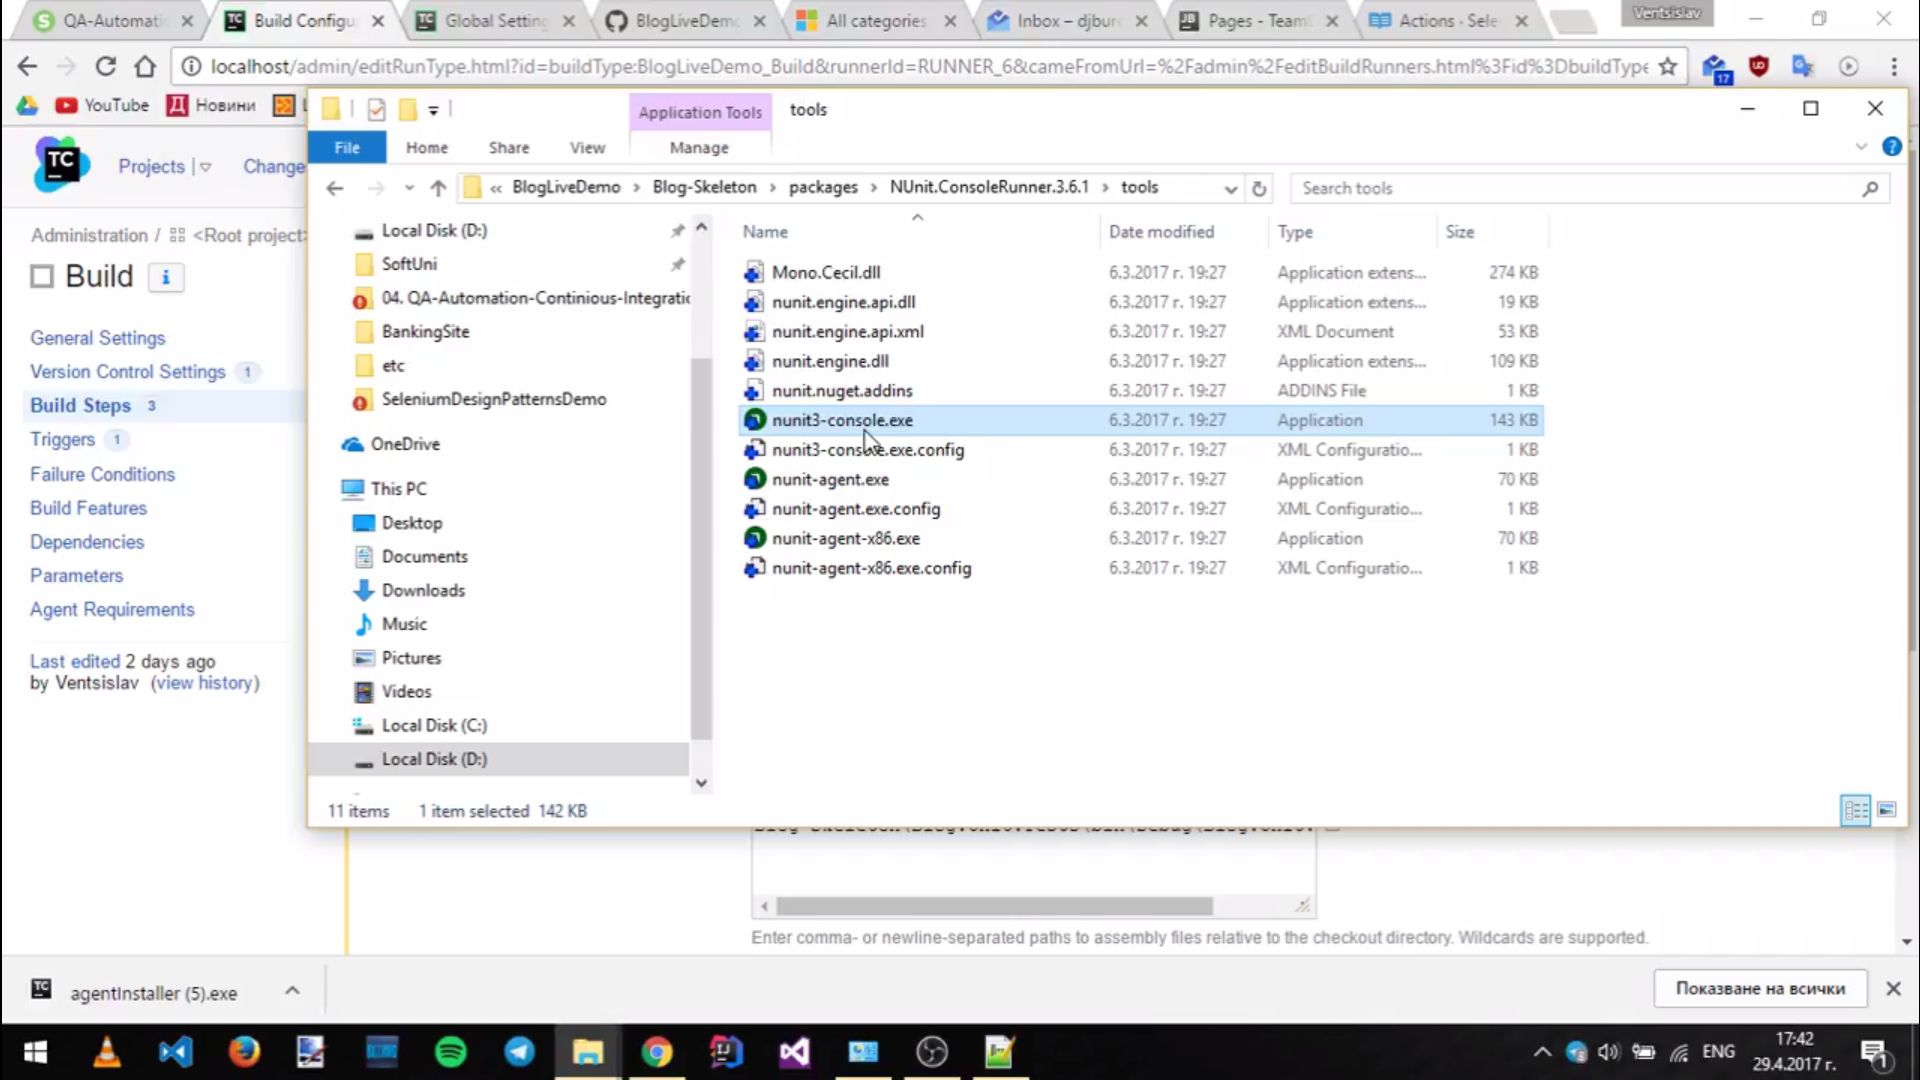 QA-Automati
Build Configu
Global Setting
BlogLiveDemo
All categories
Inbox – djburc
Pages - Team
Actions - Sele
Ventsislav
localhost/admin/editRunType.html?id=buildType:BlogLiveDemo_Build&runnerId=RUNNER_6&cameFromUrl=%2Fadmin%2FeditBuildRunners.html%3Fid%3DbuildType
17
YouTube
Новини
TC
Projects
Change
Administration / <Root project>
Build
General Settings
Version Control Settings 1
Build Steps 3
Triggers 1
Failure Conditions
Build Features
Dependencies
Parameters
Agent Requirements
Last edited 2 days ago
by Ventsislav (view history)
Application Tools
tools
File
Home
Share
View
Manage
« BlogLiveDemo › Blog-Skeleton › packages › NUnit.ConsoleRunner.3.6.1 › tools
Search tools
Local Disk (D:)
SoftUni
04. QA-Automation-Continious-Integratio
BankingSite
etc
SeleniumDesignPatternsDemo
OneDrive
This PC
Desktop
Documents
Downloads
Music
Pictures
Videos
Local Disk (C:)
Local Disk (D:)
Name Date modified Type Size
Mono.Cecil.dll 6.3.2017 г. 19:27 Application extens... 274 KB
nunit.engine.api.dll 6.3.2017 г. 19:27 Application extens... 19 KB
nunit.engine.api.xml 6.3.2017 г. 19:27 XML Document 53 KB
nunit.engine.dll 6.3.2017 г. 19:27 Application extens... 109 KB
nunit.nuget.addins 6.3.2017 г. 19:27 ADDINS File 1 KB
nunit3-console.exe 6.3.2017 г. 19:27 Application 143 KB
nunit3-console.exe.config 6.3.2017 г. 19:27 XML Configuratio... 1 KB
nunit-agent.exe 6.3.2017 г. 19:27 Application 70 KB
nunit-agent.exe.config 6.3.2017 г. 19:27 XML Configuratio... 1 KB
nunit-agent-x86.exe 6.3.2017 г. 19:27 Application 70 KB
nunit-agent-x86.exe.config 6.3.2017 г. 19:27 XML Configuratio... 1 KB
11 items 1 item selected 142 KB
Enter comma- or newline-separated paths to assembly files relative to the checkout directory. Wildcards are supported.
agentInstaller (5).exe
Показване на всички
ENG
17:42
29.4.2017 г.
1